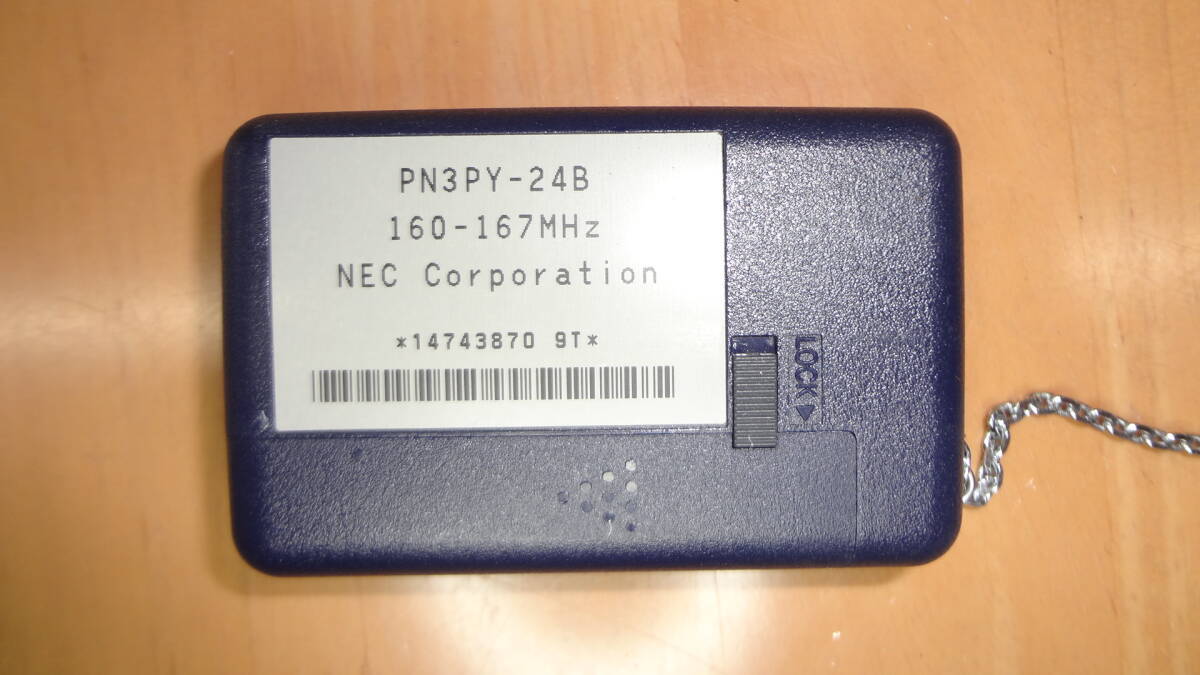 PN3PY-24B
160-167MHz
NEC Corporation
*14743870 9T*
LOCK ▶